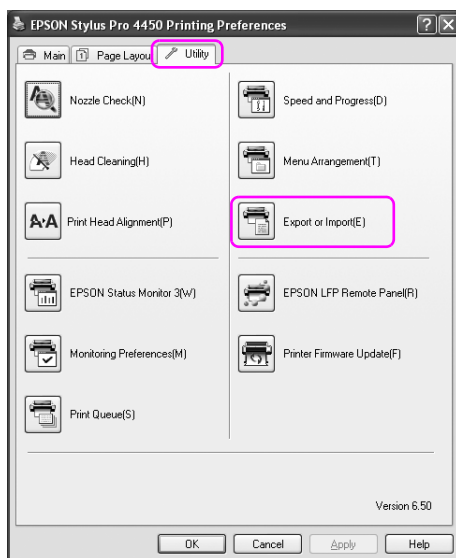 EPSON Stylus Pro 4450 Printing Preferences
Main
Page Layou
Utility
Nozzle Check(N)
Speed and Progress(D)
Head Cleaning(H)
Menu Arrangement(T)
Print Head Alignment(P)
Export or Import(E)
EPSON Status Monitor 3(W)
EPSON LFP Remote Panel(R)
Monitoring Preferences(M)
Printer Firmware Update(F)
Print Queue(S)
Version 6.50
OK
Cancel
Apply
Help